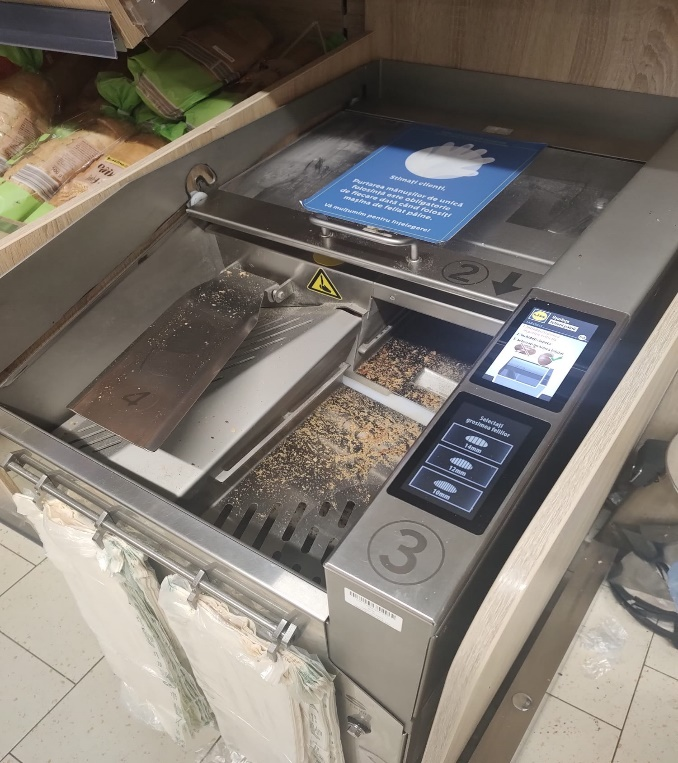 Stimați clienți,
Purtarea mănușilor de unică
folosință este obligatorie
de fiecare dată când folosiți
mașina de feliat pâine.
Vă mulțumim pentru înțelegere!
2
4
Selectați
grosimea feliilor
14mm
12mm
10mm
3